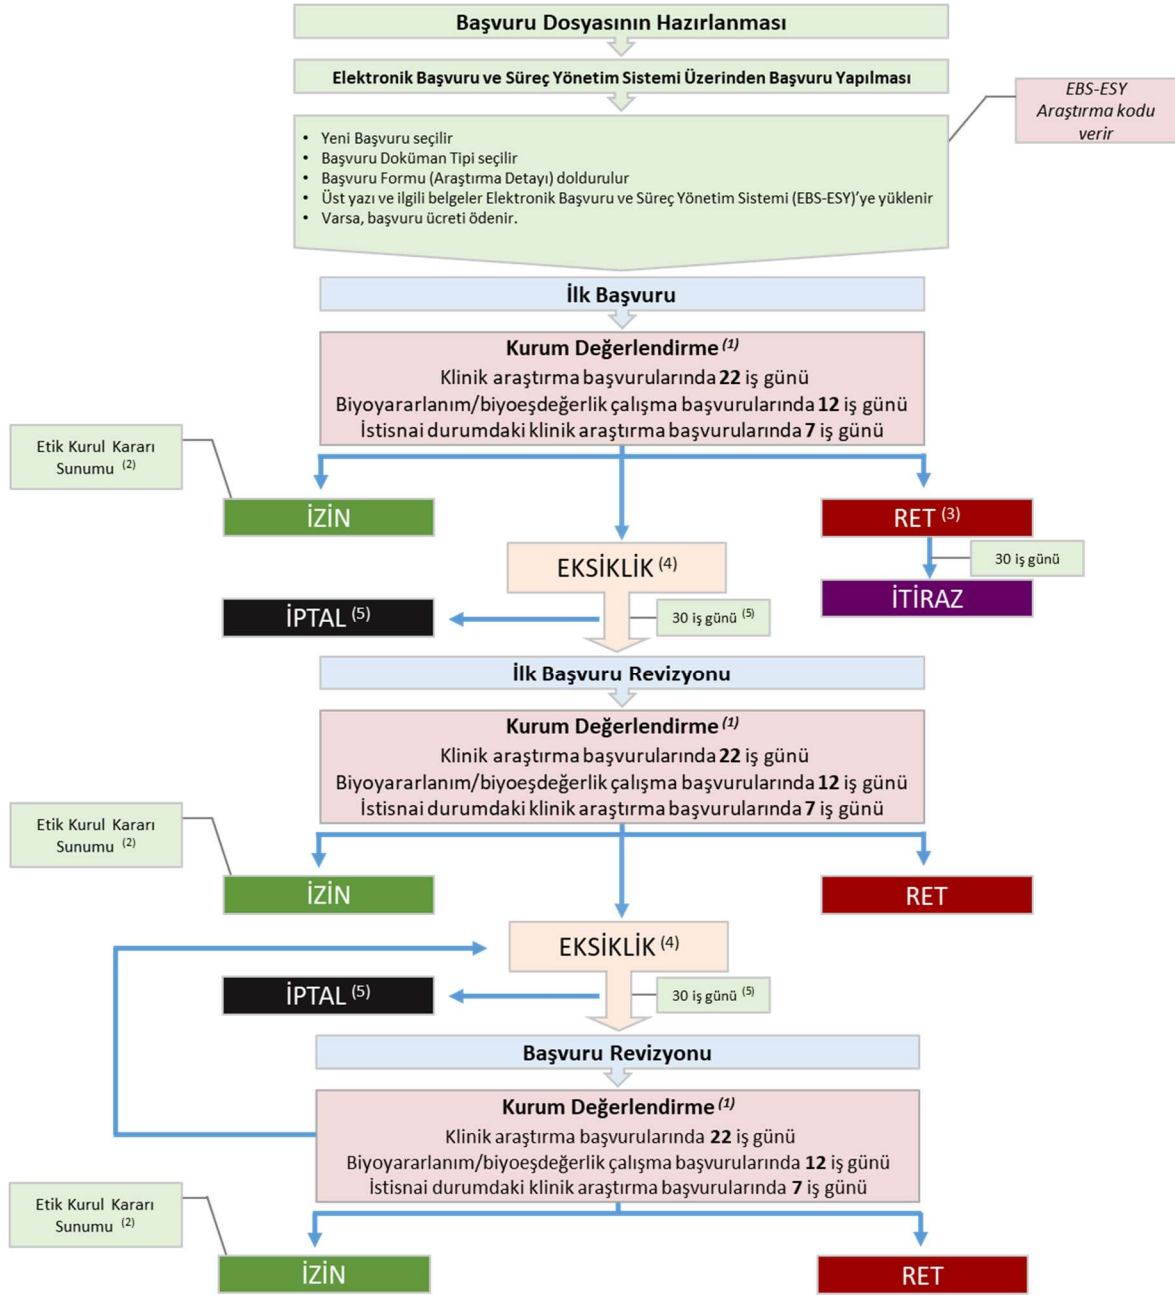 Başvuru Dosyasının Hazırlanması
Elektronik Başvuru ve Süreç Yönetim Sistemi Üzerinden Başvuru Yapılması
EBS-ESY
Araştırma kodu
verir
• Yeni Başvuru seçilir
• Başvuru Doküman Tipi seçilir
• Başvuru Formu (Araştırma Detayı) doldurulur
• Üst yazı ve ilgili belgeler Elektronik Başvuru ve Süreç Yönetim Sistemi (EBS-ESY)'ye yüklenir
• Varsa, başvuru ücreti ödenir.
İlk Başvuru
Kurum Değerlendirme (1)
Klinik araştırma başvurularında 22 iş günü
Biyoyararlanım/biyoeşdeğerlik çalışma başvurularında 12 iş günü
İstisnai durumdaki klinik araştırma başvurularında 7 iş günü
Etik Kurul Kararı
Sunumu (2)
İZİN
RET (3)
30 iş günü
EKSİKLİK (4)
İTİRAZ
İPTAL (5)
30 iş günü (5)
İlk Başvuru Revizyonu
Kurum Değerlendirme (1)
Klinik araştırma başvurularında 22 iş günü
Biyoyararlanım/biyoeşdeğerlik çalışma başvurularında 12 iş günü
İstisnai durumdaki klinik araştırma başvurularında 7 iş günü
Etik Kurul Kararı
Sunumu (2)
İZİN
RET
EKSİKLİK (4)
İPTAL (5)
30 iş günü (5)
Başvuru Revizyonu
Kurum Değerlendirme (1)
Klinik araştırma başvurularında 22 iş günü
Biyoyararlanım/biyoeşdeğerlik çalışma başvurularında 12 iş günü
İstisnai durumdaki klinik araştırma başvurularında 7 iş günü
Etik Kurul Kararı
Sunumu (2)
İZİN
RET